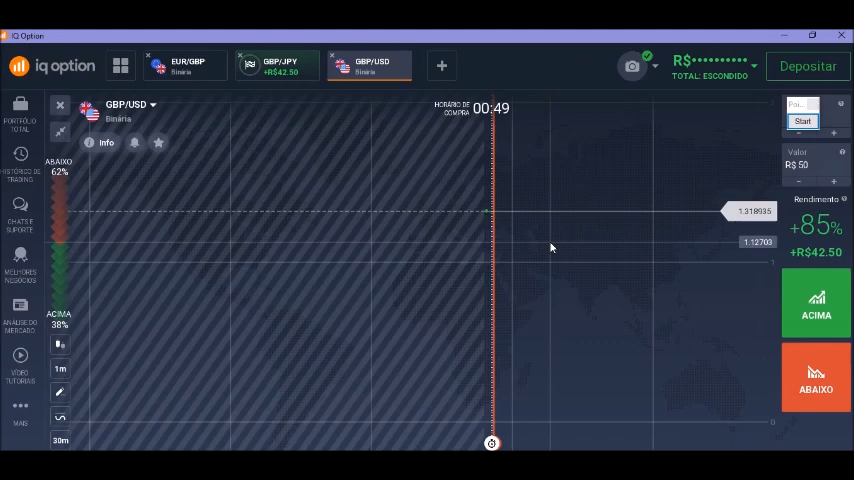 IQ Option
iq option
EUR/GBP
Binária
GBP/JPY
+R$42.50
GBP/USD
Binária
R$••••••••••
TOTAL: ESCONDIDO
Depositar
PORTFÓLIO
TOTAL
HISTÓRICO DE
TRADING
CHATS E
SUPORTE
MELHORES
NEGÓCIOS
ANÁLISE DO
MERCADO
VÍDEO
TUTORIAIS
MAIS
GBP/USD
Binária
Info
ABAIXO
62%
ACIMA
38%
1m
30m
HORÁRIO DE
COMPRA
00:49
1.318935
1.12703
1
0
Start
Valor
R$ 50
Rendimento
+85%
+R$42.50
ACIMA
ABAIXO